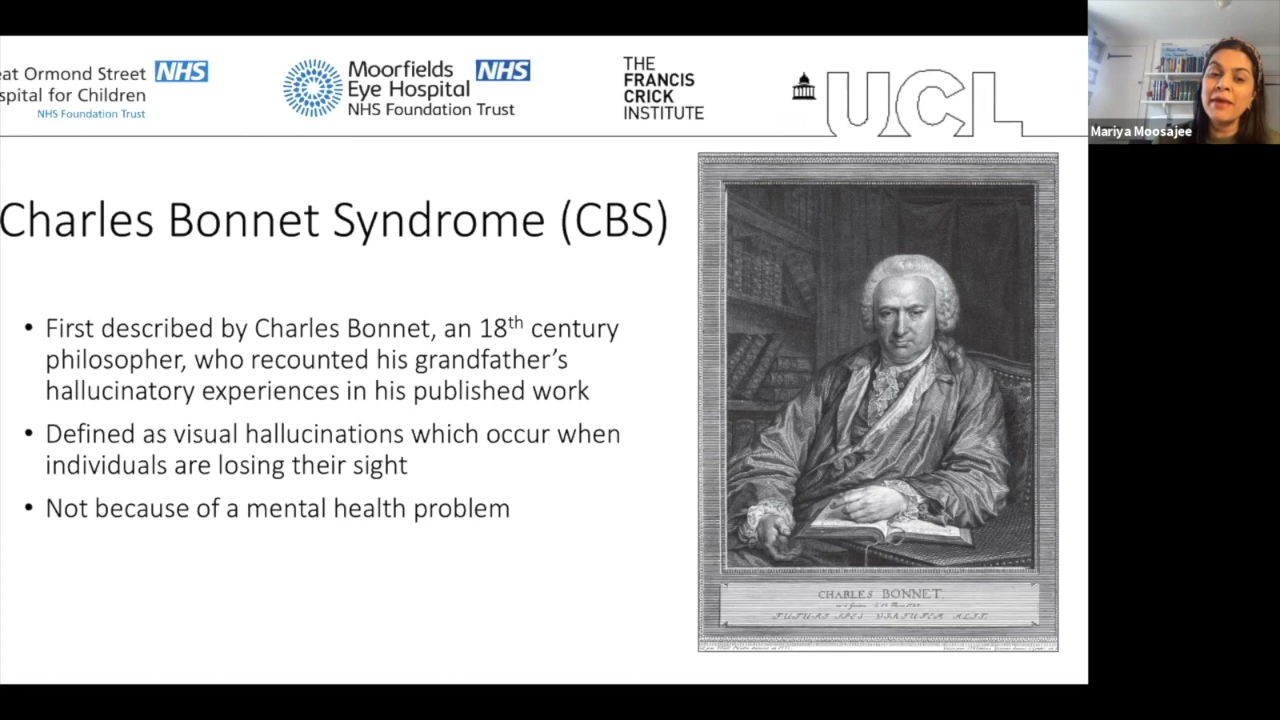 eat Ormond Street NHS
spital for Children
NHS Foundation Trust
Moorfields NHS
Eye Hospital
NHS Foundation Trust
THE
FRANCIS
CRICK
INSTITUTE
UCL
Mariya Moosajee
Charles Bonnet Syndrome (CBS)
• First described by Charles Bonnet, an 18th century
philosopher, who recounted his grandfather’s
hallucinatory experiences in his published work
• Defined as visual hallucinations which occur when
individuals are losing their sight
• Not because of a mental health problem
CHARLES BONNET.